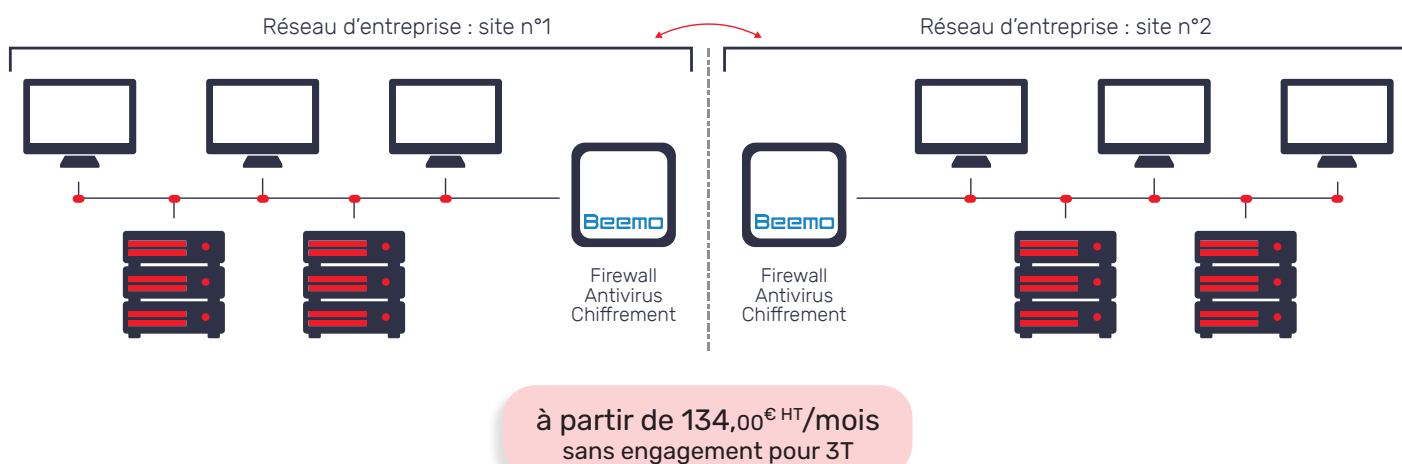 Réseau d'entreprise : site n°1
Réseau d'entreprise : site n°2
Beemo
Firewall
Antivirus
Chiffrement
Beemo
Firewall
Antivirus
Chiffrement
à partir de 134,00€ HT/mois
sans engagement pour 3T